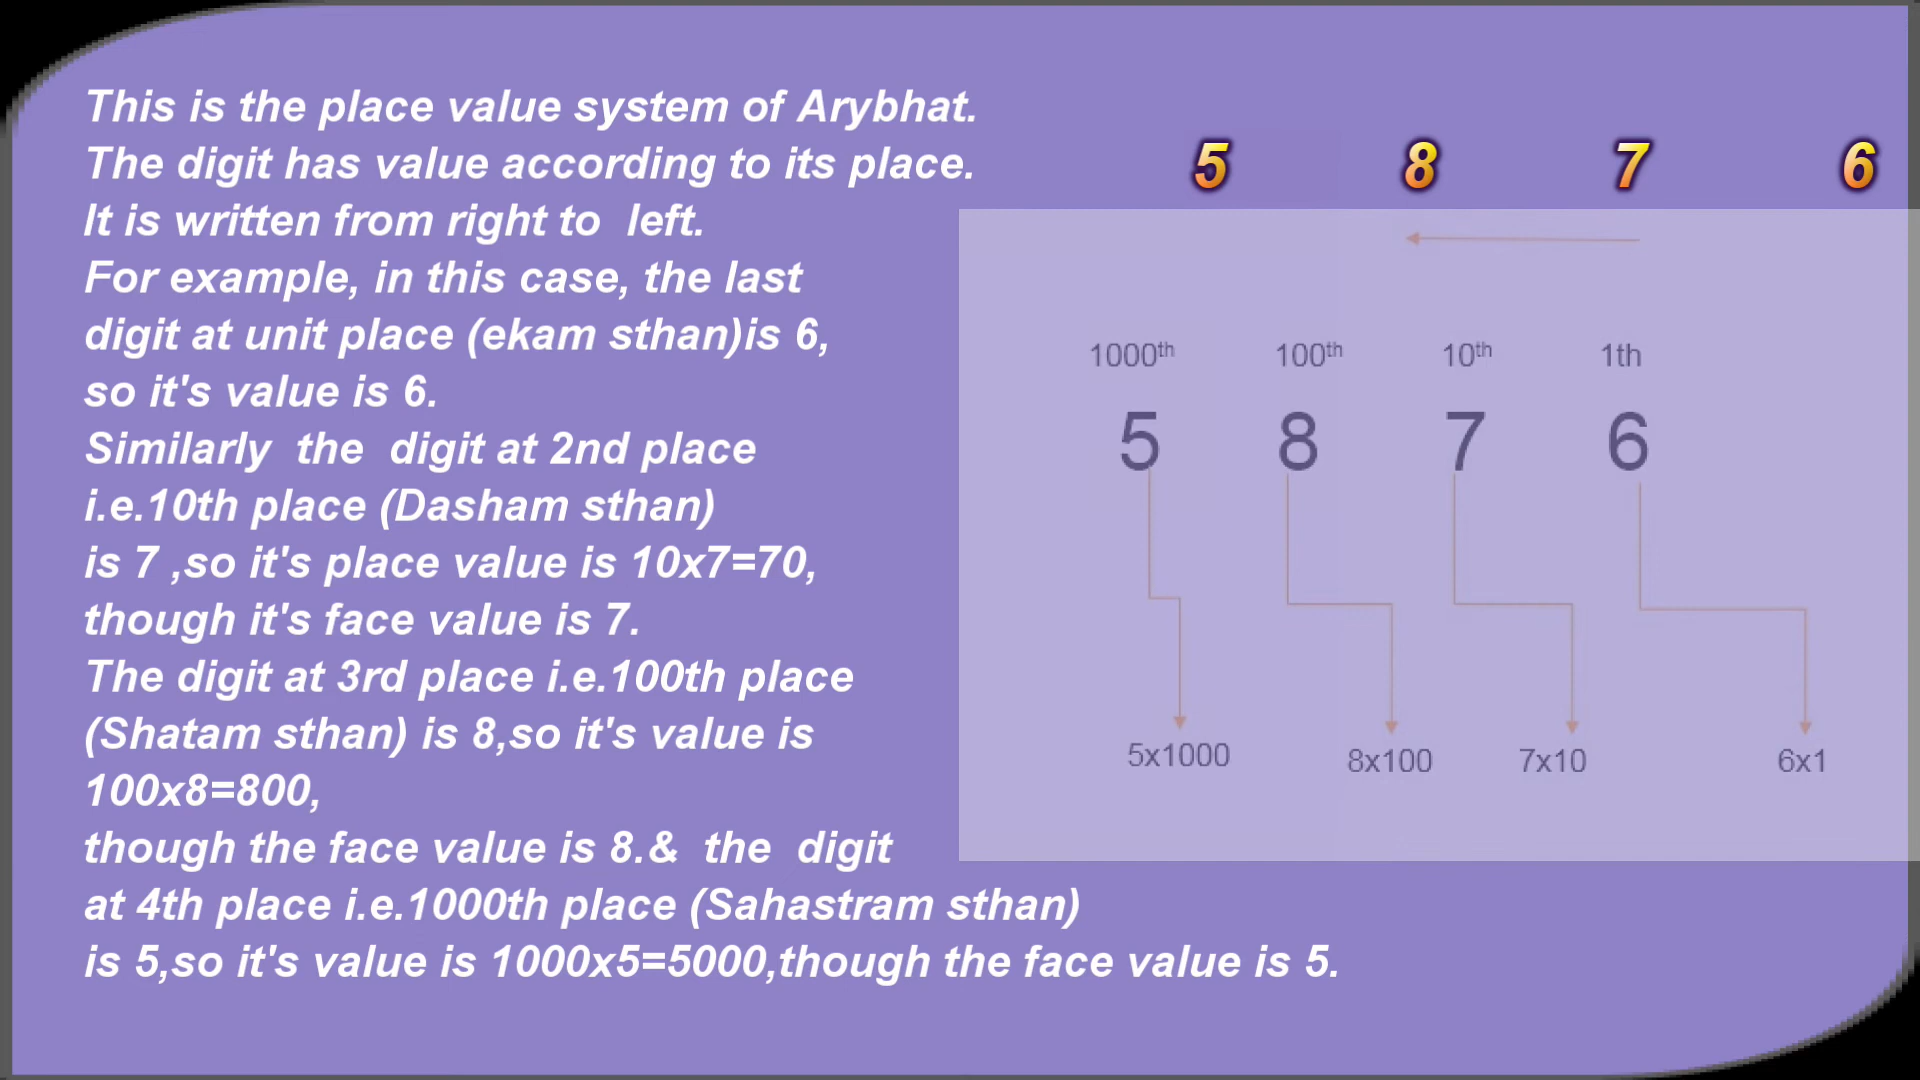 This is the place value system of Arybhat.
The digit has value according to its place.
It is written from right to  left.
For example, in this case, the last
digit at unit place (ekam sthan)is 6,
so it's value is 6.
Similarly  the  digit at 2nd place
i.e.10th place (Dasham sthan)
is 7 ,so it's place value is 10x7=70,
though it's face value is 7.
The digit at 3rd place i.e.100th place
(Shatam sthan) is 8,so it's value is
100x8=800,
though the face value is 8.&  the  digit
at 4th place i.e.1000th place (Sahastram sthan)
is 5,so it's value is 1000x5=5000,though the face value is 5.
5 8 7 6
1000th 100th 10th 1th
5 8 7 6
5x1000 8x100 7x10 6x1